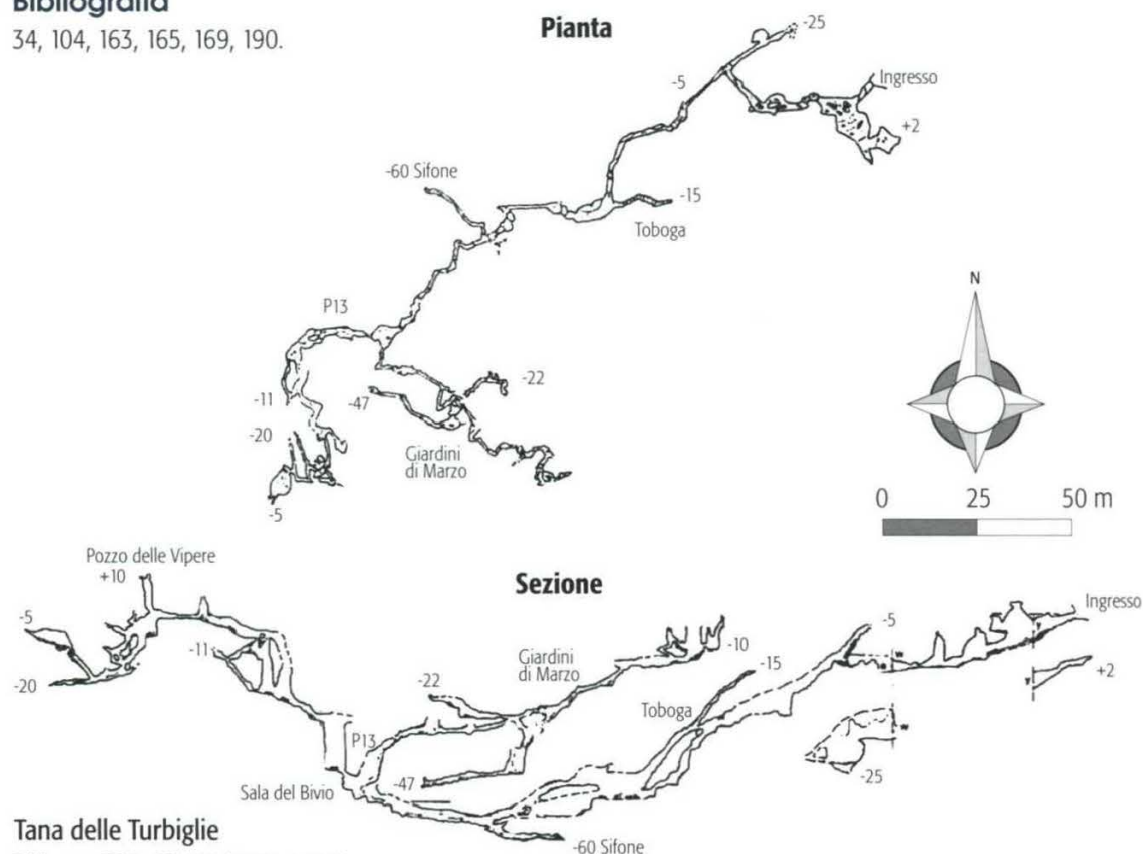 Bibliografia
34, 104, 163, 165, 169, 190.
Pianta
-25
-5
Ingresso
+2
-60 Sifone
-15
Toboga
N
P13
-22
-11
-47
-20
Giardini
di Marzo
-5
0 25 50 m
Pozzo delle Vipere
+10
Sezione
Ingresso
-5
-5
-10
Giardini
di Marzo
-11
-15
+2
-20
-22
Toboga
P13
-25
-47
Sala del Bivio
-60 Sifone
Tana delle Turbiglie